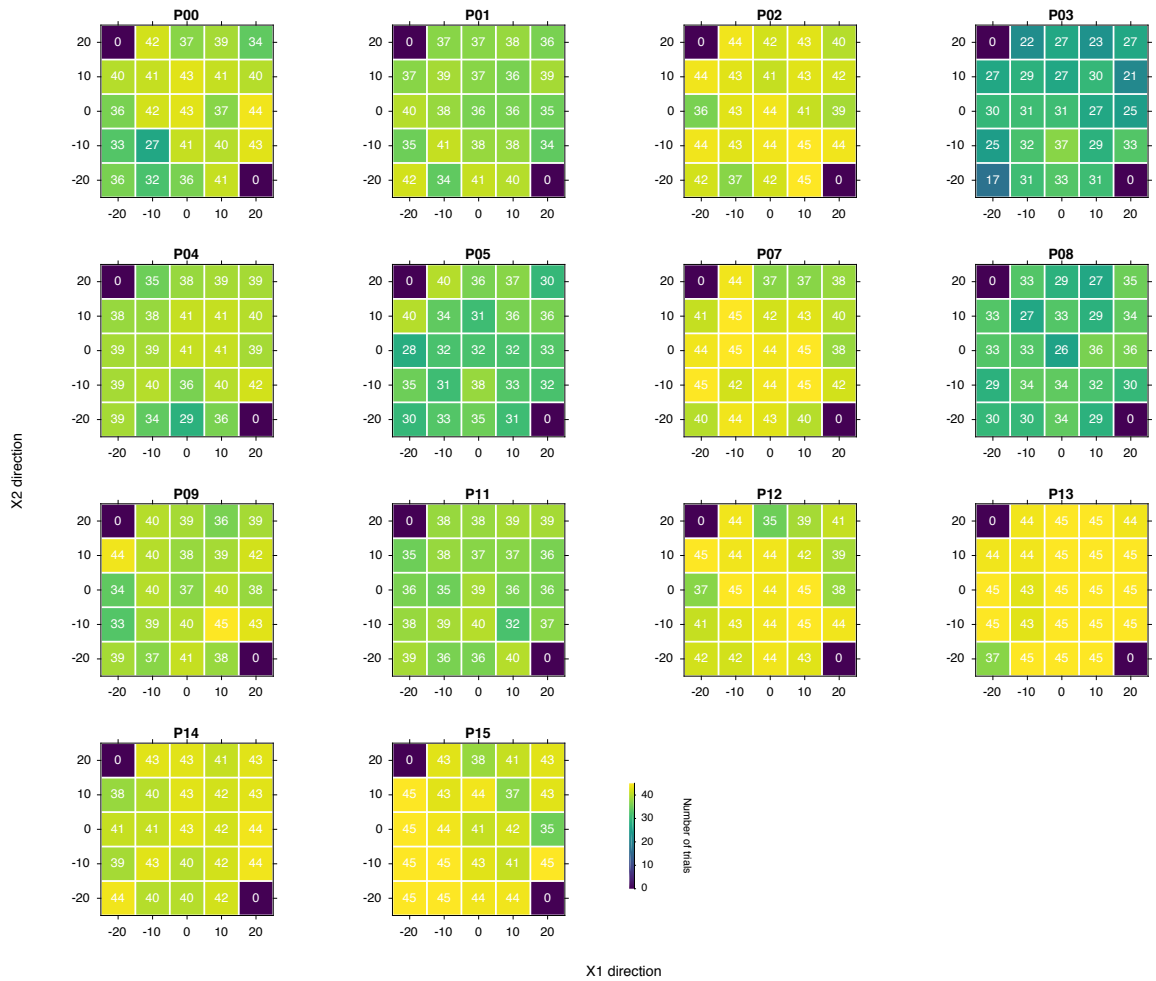 P00 P01 P02 P03
20 0 42 37 39 34 20 0 37 37 38 36 20 0 44 42 43 40 20 0 22 27 23 27
10 40 41 43 41 40 10 37 39 37 36 39 10 44 43 41 43 42 10 27 29 27 30 21
0 36 42 43 37 44 0 40 38 36 36 35 0 36 43 44 41 39 0 30 31 31 27 25
-10 33 27 41 40 43 -10 35 41 38 38 34 -10 44 43 44 45 44 -10 25 32 37 29 33
-20 36 32 36 41 0 -20 42 34 41 40 0 -20 42 37 42 45 0 -20 17 31 33 31 0
-20 -10 0 10 20 -20 -10 0 10 20 -20 -10 0 10 20 -20 -10 0 10 20
P04 P05 P07 P08
20 0 35 38 39 39 20 0 40 36 37 30 20 0 44 37 37 38 20 0 33 29 27 35
10 38 38 41 41 40 10 40 34 31 36 36 10 41 45 42 43 40 10 33 27 33 29 34
0 39 39 41 41 39 0 28 32 32 32 33 0 44 45 44 45 38 0 33 33 26 36 36
-10 39 40 36 40 42 -10 35 31 38 33 32 -10 45 42 44 45 42 -10 29 34 34 32 30
-20 39 34 29 36 0 -20 30 33 35 31 0 -20 40 44 43 40 0 -20 30 30 34 29 0
-20 -10 0 10 20 -20 -10 0 10 20 -20 -10 0 10 20 -20 -10 0 10 20
X2 direction
P09 P11 P12 P13
20 0 40 39 36 39 20 0 38 38 39 39 20 0 44 35 39 41 20 0 44 45 45 44
10 44 40 38 39 42 10 35 38 37 37 36 10 45 44 44 42 39 10 44 44 45 45 45
0 34 40 37 40 38 0 36 35 39 36 36 0 37 45 44 45 38 0 45 43 45 45 45
-10 33 39 40 45 43 -10 38 39 40 32 37 -10 41 43 44 45 44 -10 45 43 45 45 45
-20 39 37 41 38 0 -20 39 36 36 40 0 -20 42 42 44 43 0 -20 37 45 45 45 0
-20 -10 0 10 20 -20 -10 0 10 20 -20 -10 0 10 20 -20 -10 0 10 20
P14 P15
20 0 43 43 41 43 20 0 43 38 41 43
10 38 40 43 42 43 10 45 43 44 37 43
0 41 41 43 42 44 0 45 44 41 42 35
-10 39 43 40 42 44 -10 45 45 43 41 45
-20 44 40 40 42 0 -20 45 45 44 44 0
-20 -10 0 10 20 -20 -10 0 10 20
40
30
20
10
0
Number of trials
X1 direction